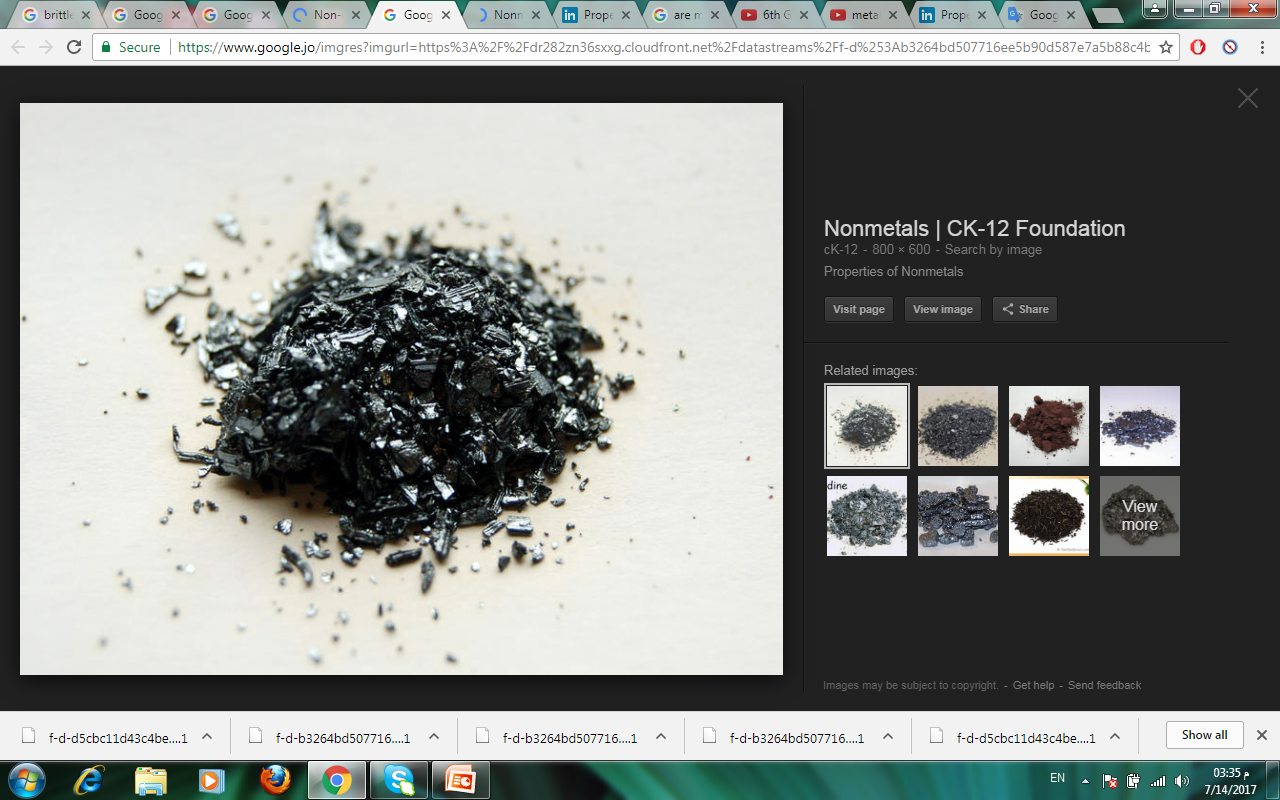 brittle
Goog
Goog
Non-
Goog
Nonn
Prope
are m
6th G
meta
Prope
Goog
Secure
https://www.google.jo/imgres?imgurl=https%3A%2F%2Fdr282zn36sxxg.cloudfront.net%2Fdatastreams%2Ff-d%253Ab3264bd507716ee5b90d587e7a5b88c4b
Nonmetals | CK-12 Foundation
cK-12 - 800 × 600 - Search by image
Properties of Nonmetals
Visit page View image Share
Related images:
dine
View
more
Images may be subject to copyright. - Get help - Send feedback
f-d-d5cbc11d43c4be....1
f-d-b3264bd507716....1
f-d-b3264bd507716....1
f-d-b3264bd507716....1
f-d-d5cbc11d43c4be....1
Show all
EN
03:35 م
7/14/2017